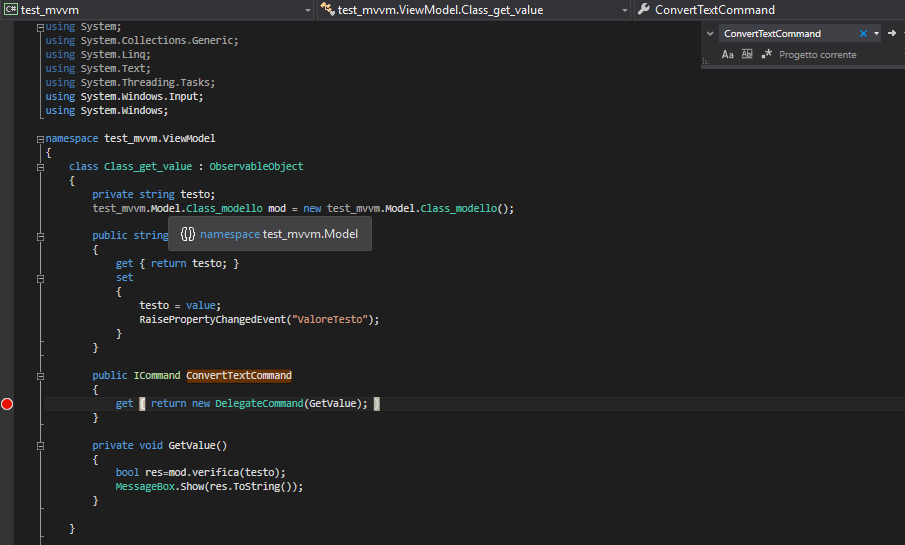 C# test_mvvm
test_mvvm.ViewModel.Class_get_value
ConvertTextCommand
ConvertTextCommand
Aa Ab .* Progetto corrente
using System;
using System.Collections.Generic;
using System.Linq;
using System.Text;
using System.Threading.Tasks;
using System.Windows.Input;
using System.Windows;
namespace test_mvvm.ViewModel
{
class Class_get_value : ObservableObject
{
private string testo;
test_mvvm.Model.Class_modello mod = new test_mvvm.Model.Class_modello();
public string
namespace test_mvvm.Model
{
get { return testo; }
set
{
testo = value;
RaisePropertyChangedEvent("ValoreTesto");
}
}
public ICommand ConvertTextCommand
{
get { return new DelegateCommand(GetValue); }
}
private void GetValue()
{
bool res=mod.verifica(testo);
MessageBox.Show(res.ToString());
}
}